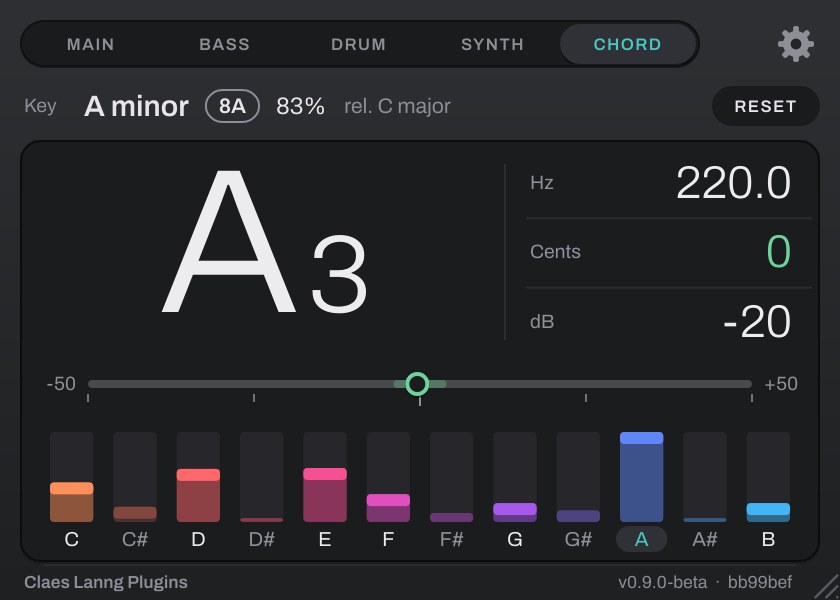 MAIN BASS DRUM SYNTH CHORD
Key A minor 8A 83% rel. C major RESET
A3
Hz 220.0
Cents 0
dB -20
-50 +50
C C# D D# E F F# G G# A A# B
Claes Lanng Plugins v0.9.0-beta · bb99bef